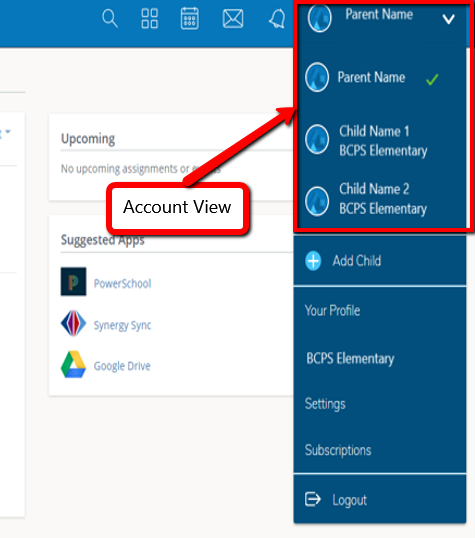 Parent Name
Parent Name
Child Name 1
BCPS Elementary
Child Name 2
BCPS Elementary
Add Child
Your Profile
BCPS Elementary
Settings
Subscriptions
Logout
Upcoming
No upcoming assignments or
Account View
Suggested Apps
PowerSchool
Synergy Sync
Google Drive